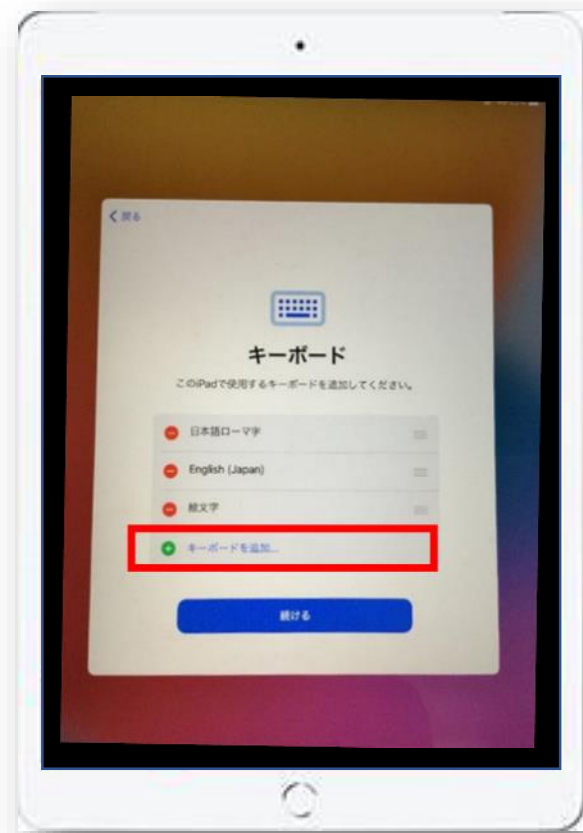 戻る
キーボード
このiPadで使用するキーボードを追加してください。
日本語ローマ字
English (Japan)
絵文字
キーボードを追加...
続ける